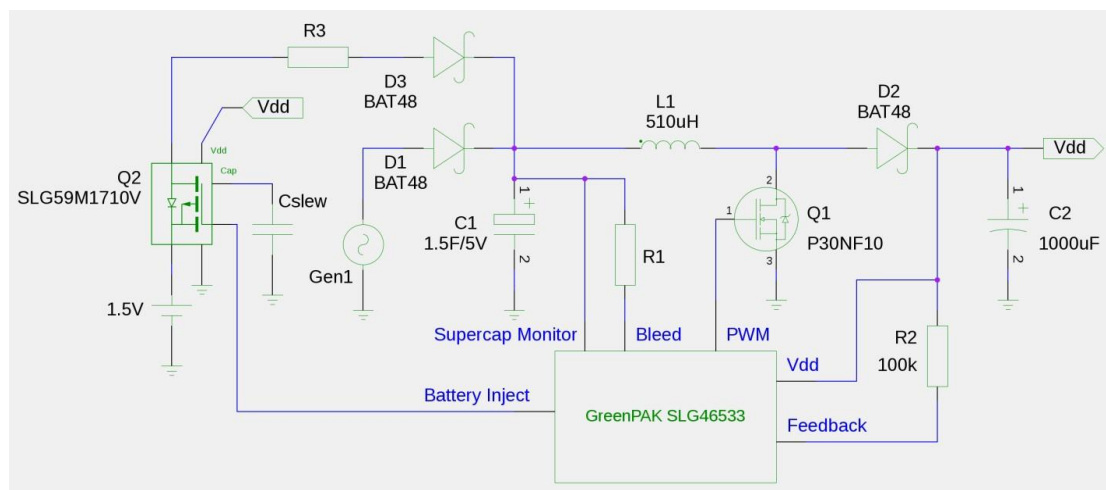 R3
D3
BAT48
Vdd
Vdd
Cap
Q2
SLG59M1710V
Cslew
1.5V
D1
BAT48
Gen1
1
+
C1
1.5F/5V
2
R1
L1
510uH
2
1
Q1
P30NF10
3
D2
BAT48
Vdd
1
+
C2
1000uF
2
Supercap Monitor
Bleed
PWM
Vdd
R2
100k
Battery Inject
GreenPAK SLG46533
Feedback